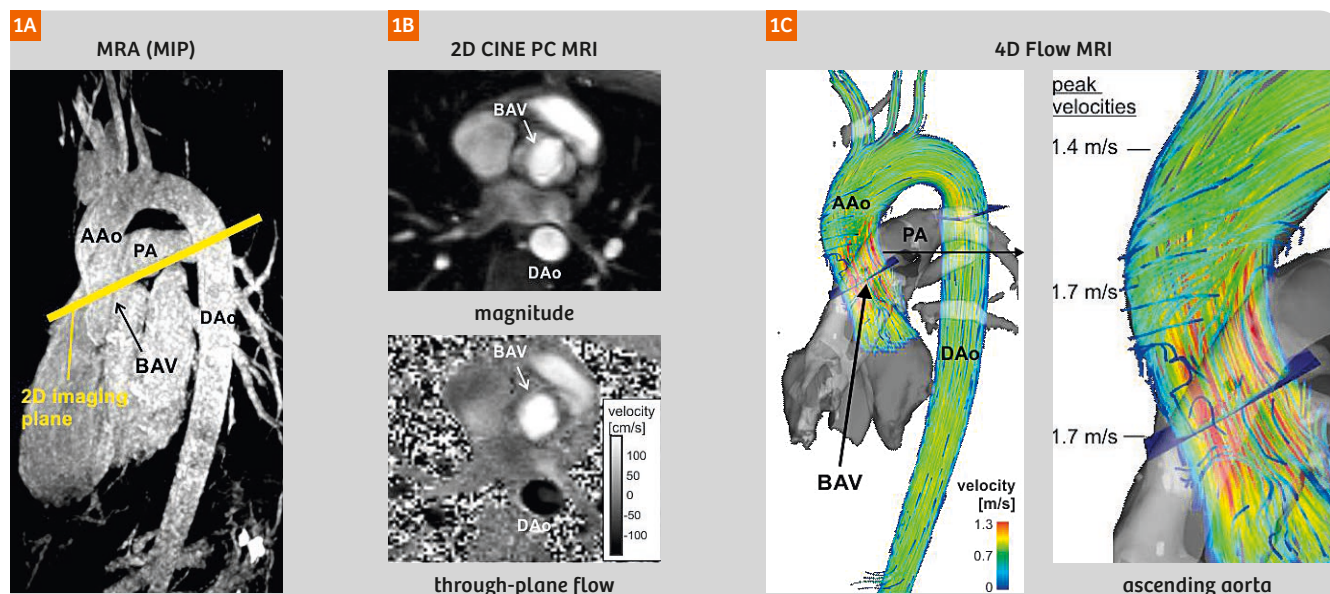 1A
MRA (MIP)
AAo
PA
DAo
BAV
2D imaging
plane
1B
2D CINE PC MRI
BAV
DAo
magnitude
BAV
velocity
[cm/s]
100
50
0
-50
-100
DAo
through-plane flow
1C
4D Flow MRI
AAo
PA
DAo
BAV
velocity
[m/s]
1.3
0.7
0
peak
velocities
1.4 m/s
1.7 m/s
1.7 m/s
ascending aorta